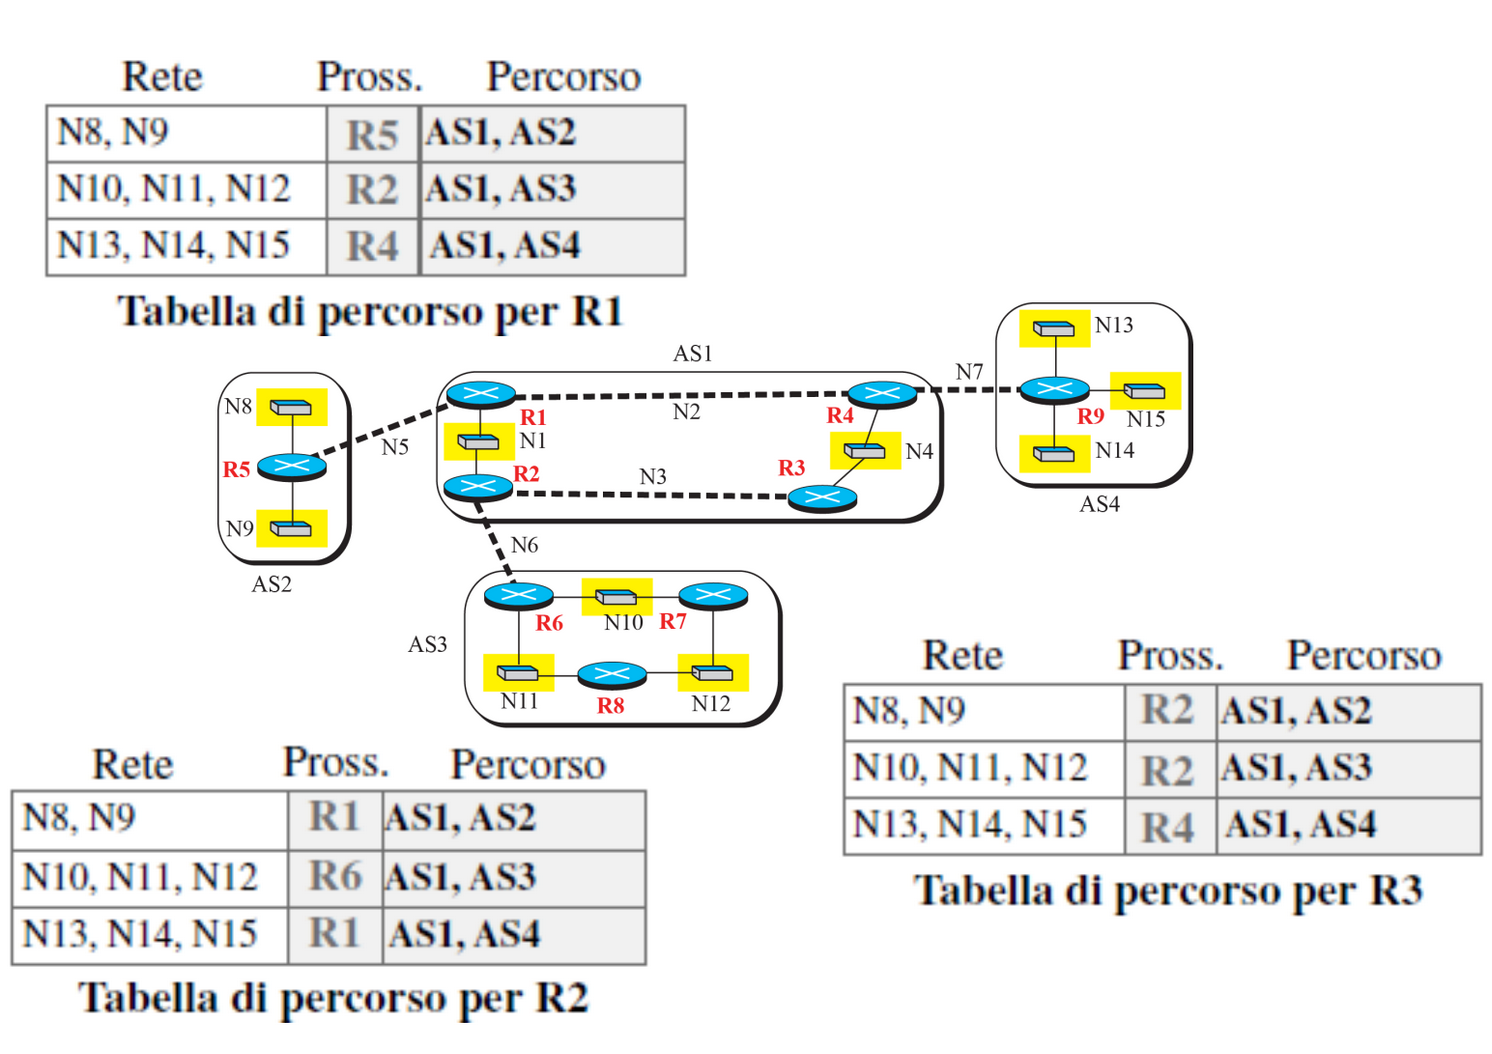 Rete Pross. Percorso
N8, N9 R5 AS1, AS2
N10, N11, N12 R2 AS1, AS3
N13, N14, N15 R4 AS1, AS4
Tabella di percorso per R1
AS1
N8
R5
N9
AS2
N5
R1
N1
R2
N2
N3
R4
N4
R3
N7
N13
R9
N15
N14
AS4
N6
AS3
R6
N10
R7
N11
R8
N12
Rete Pross. Percorso
N8, N9 R2 AS1, AS2
N10, N11, N12 R2 AS1, AS3
N13, N14, N15 R4 AS1, AS4
Tabella di percorso per R3
Rete Pross. Percorso
N8, N9 R1 AS1, AS2
N10, N11, N12 R6 AS1, AS3
N13, N14, N15 R1 AS1, AS4
Tabella di percorso per R2